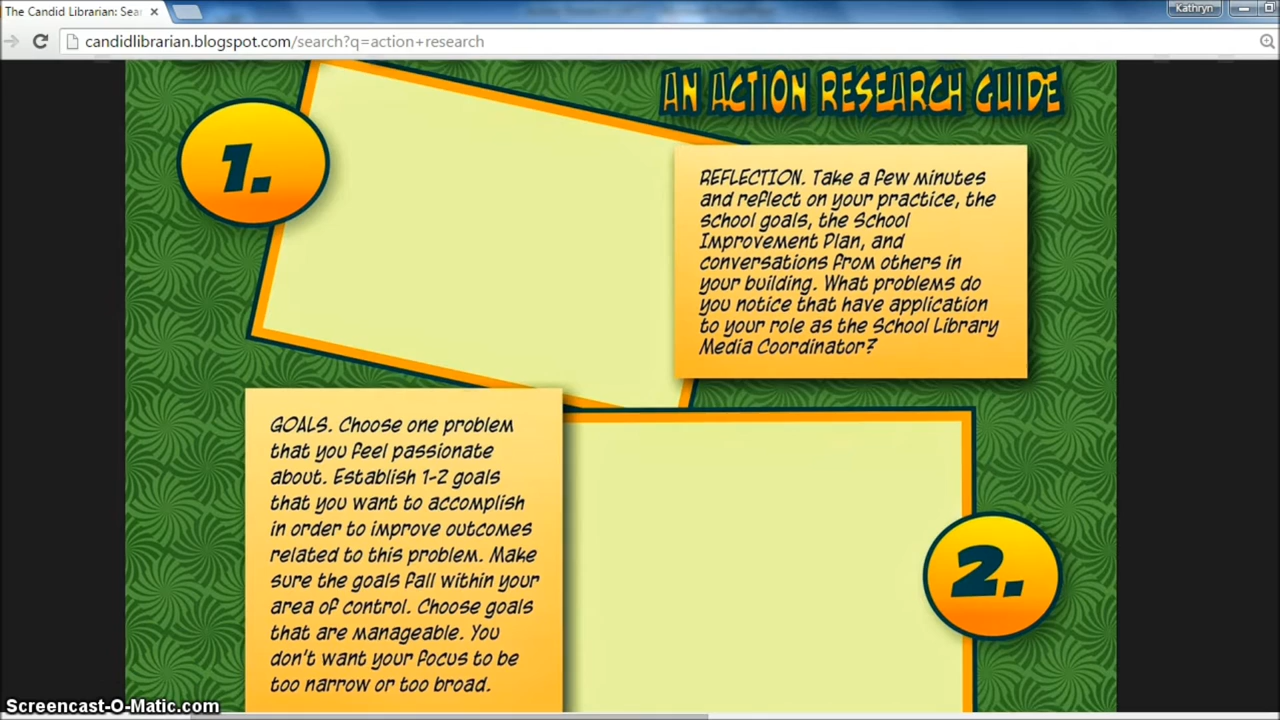 The Candid Librarian: Sear
Kathryn
candidlibrarian.blogspot.com/search?q=action+research
AN ACTION RESEARCH GUIDE
1.
REFLECTION. Take a few minutes
and reflect on your practice, the
school goals, the School
Improvement Plan, and
conversations from others in
your building. What problems do
you notice that have application
to your role as the School Library
Media Coordinator?
GOALS. Choose one problem
that you feel passionate
about. Establish 1-2 goals
that you want to accomplish
in order to improve outcomes
related to this problem. Make
sure the goals fall within your
area of control. Choose goals
that are manageable. You
don't want your focus to be
too narrow or too broad.
2.
Screencast-O-Matic.com